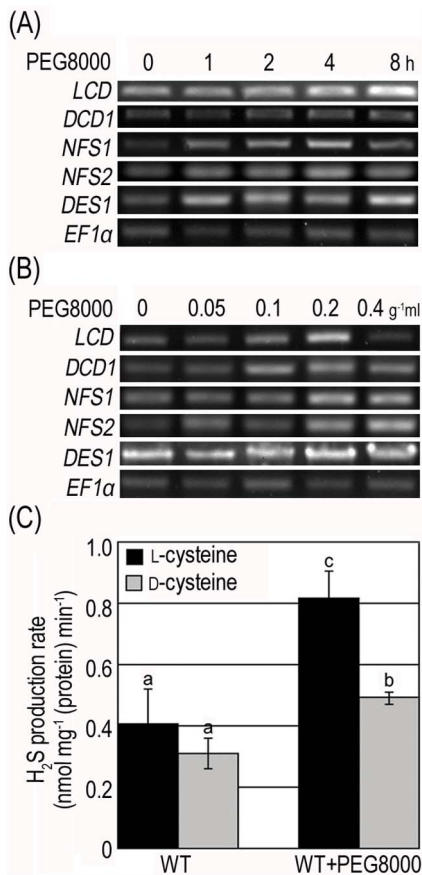 (A)
PEG8000 0 1 2 4 8 h
LCD
DCD1
NFS1
NFS2
DES1
EF1α
(B)
PEG8000 0 0.05 0.1 0.2 0.4 g⁻¹ml
LCD
DCD1
NFS1
NFS2
DES1
EF1α
(C)
H₂S production rate
(nmol mg⁻¹ (protein) min⁻¹)
1.0
0.8
0.6
0.4
0.2
0
L-cysteine
D-cysteine
a
a
c
b
WT WT+PEG8000